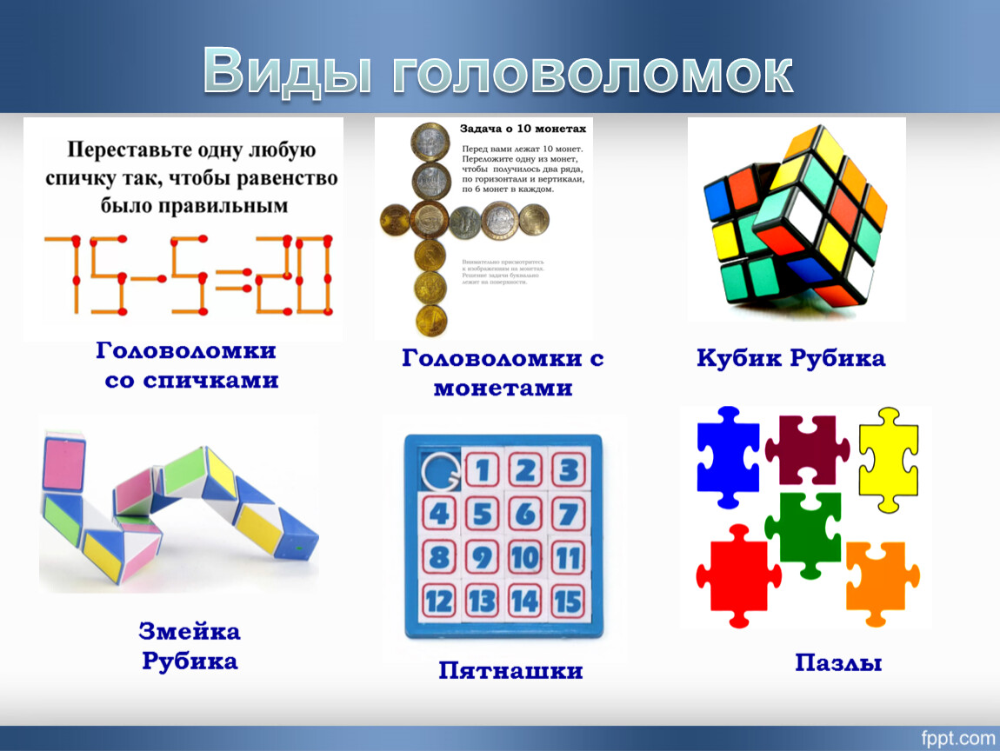 Виды головоломок
Переставьте одну любую
спичку так, чтобы равенство
было правильным
15-5=20
Головоломки
со спичками
Задача о 10 монетах
Перед вами лежат 10 монет.
Переложите одну из монет,
чтобы получилось два ряда,
по горизонтали и вертикали,
по 6 монет в каждом.
Внимательно присмотритесь
к изображениям на монетах.
Решение задачи буквально
лежит на поверхности.
Головоломки с
монетами
Кубик Рубика
Змейка
Рубика
1 2 3
4 5 6 7
8 9 10 11
12 13 14 15
Пятнашки
Пазлы
fppt.com